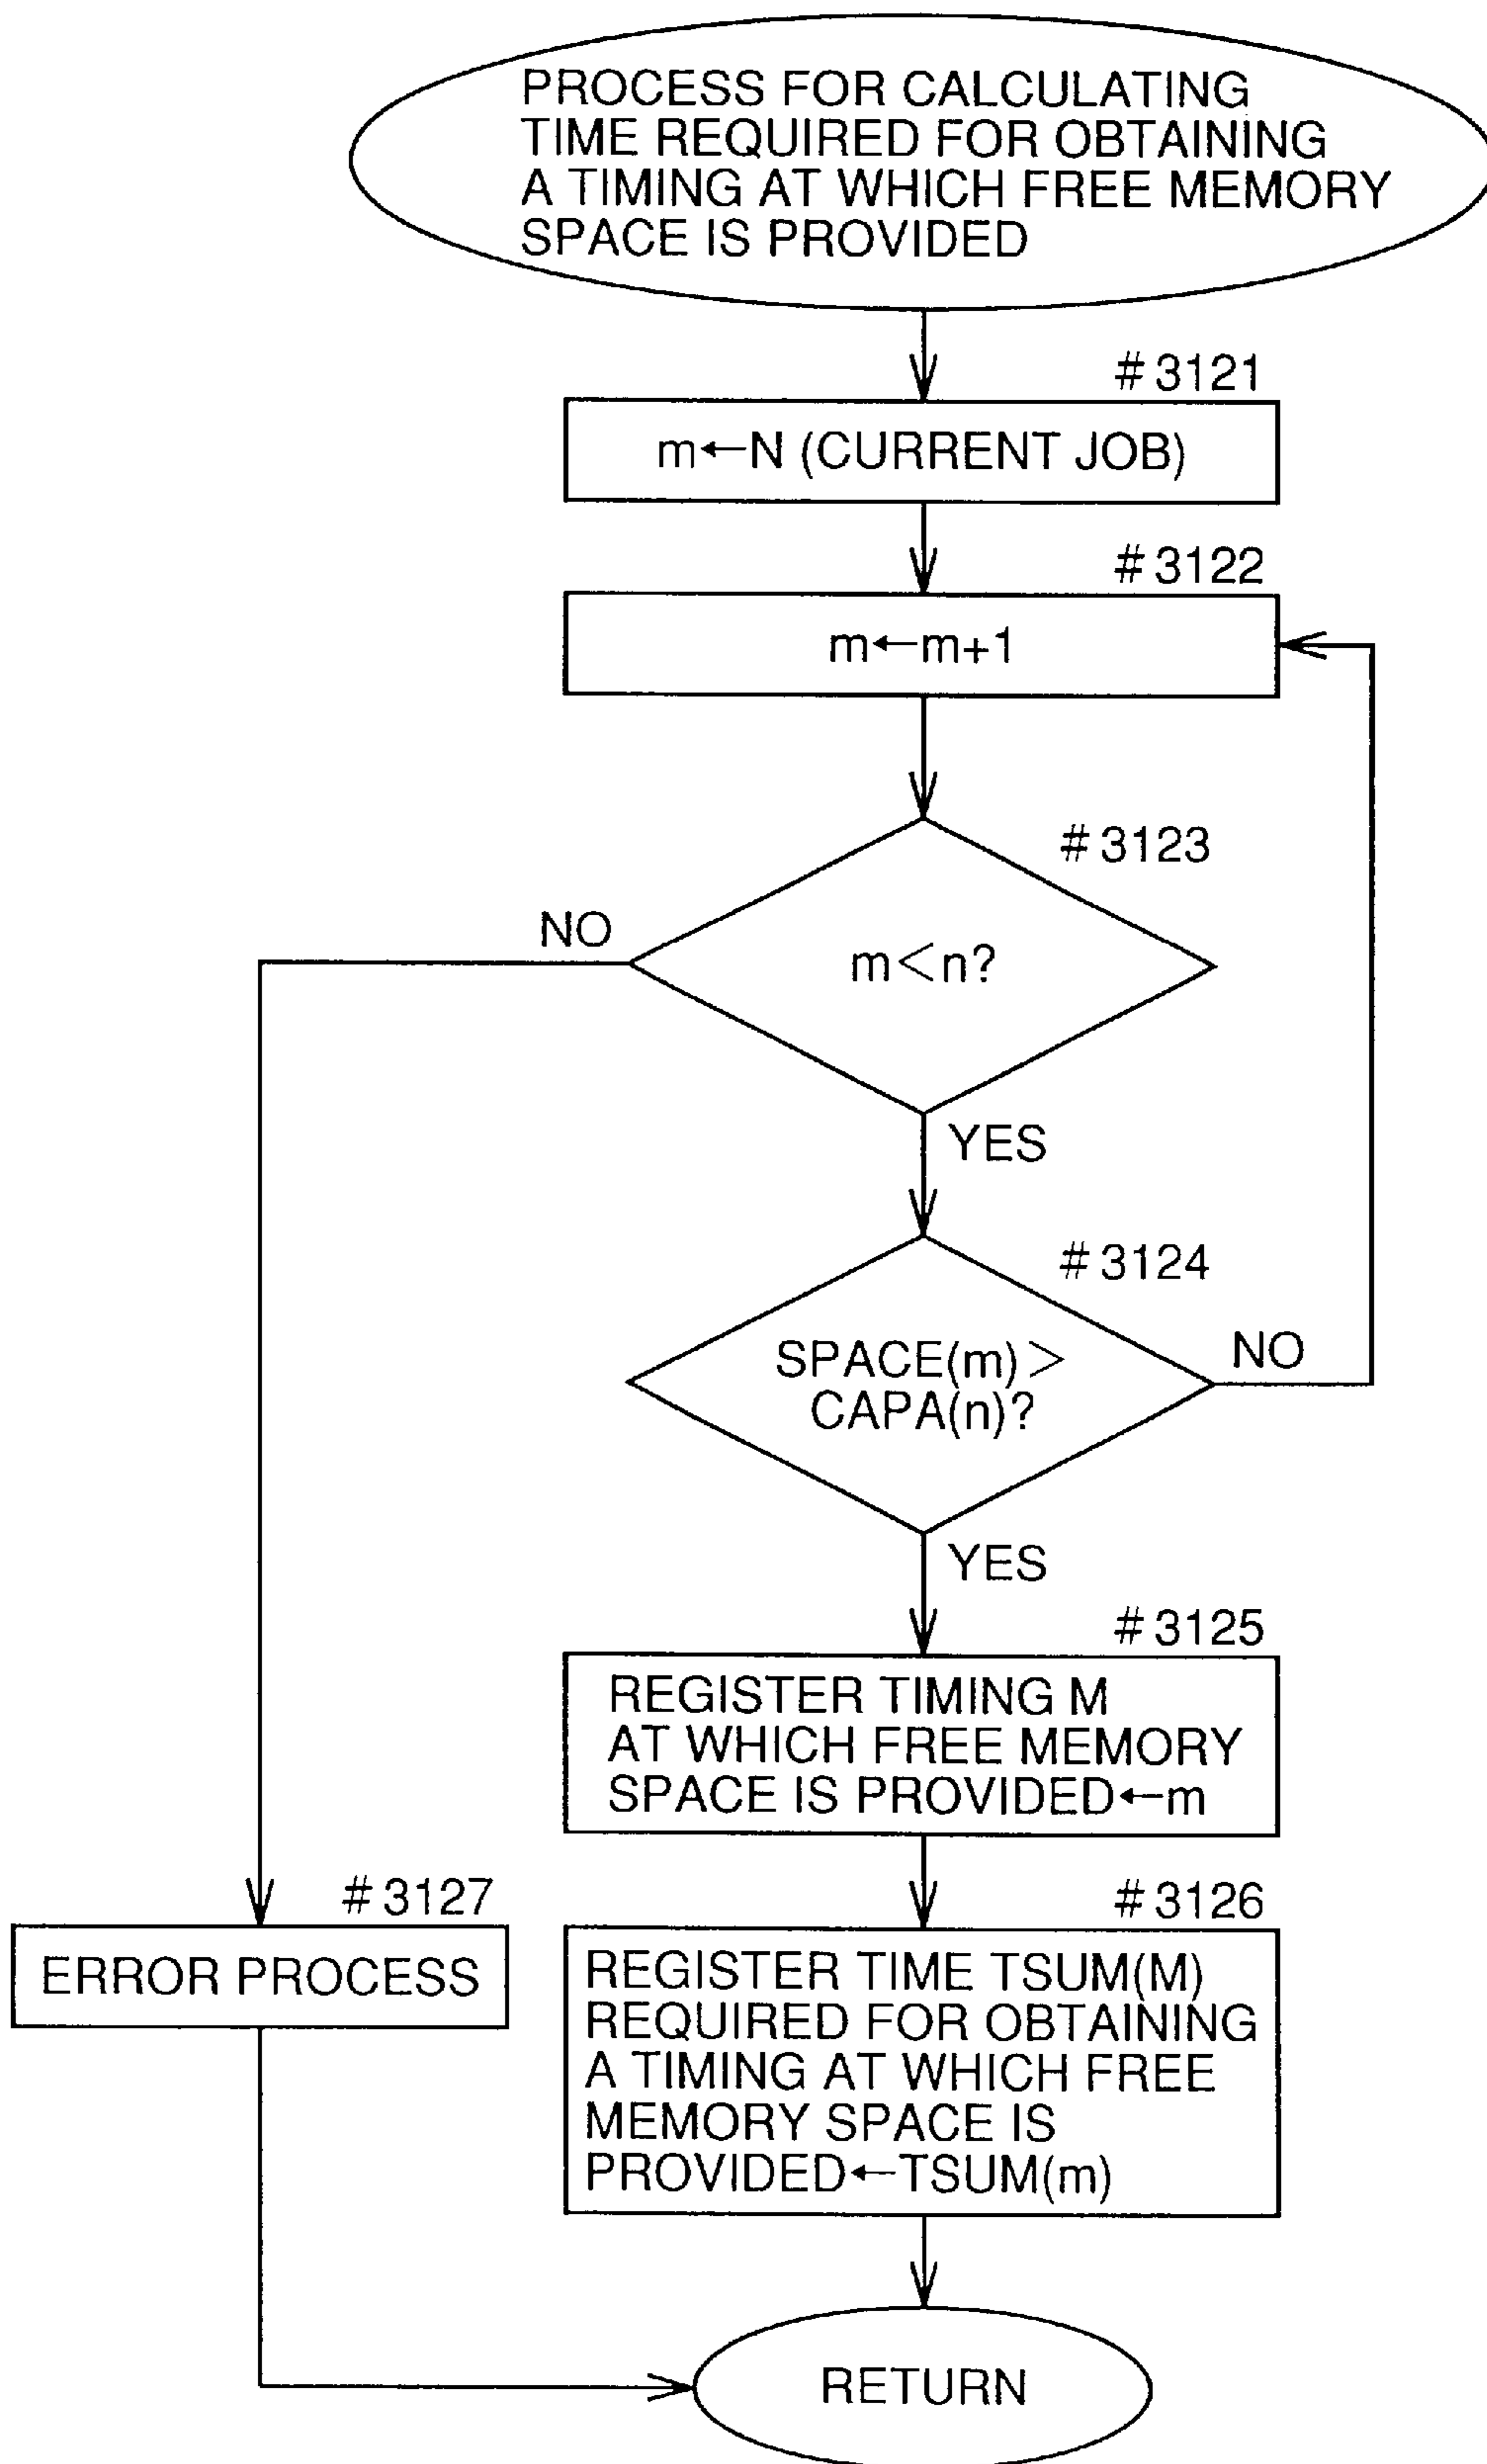 PROCESS FOR CALCULATING
TIME REQUIRED FOR OBTAINING
A TIMING AT WHICH FREE MEMORY
SPACE IS PROVIDED
#3121
m←N (CURRENT JOB)
#3122
m←m+1
#3123
NO
m<n?
YES
#3124
SPACE(m)>
CAPA(n)?
NO
YES
#3125
REGISTER TIMING M
AT WHICH FREE MEMORY
SPACE IS PROVIDED←m
#3127
ERROR PROCESS
#3126
REGISTER TIME TSUM(M)
REQUIRED FOR OBTAINING
A TIMING AT WHICH FREE
MEMORY SPACE IS
PROVIDED←TSUM(m)
RETURN